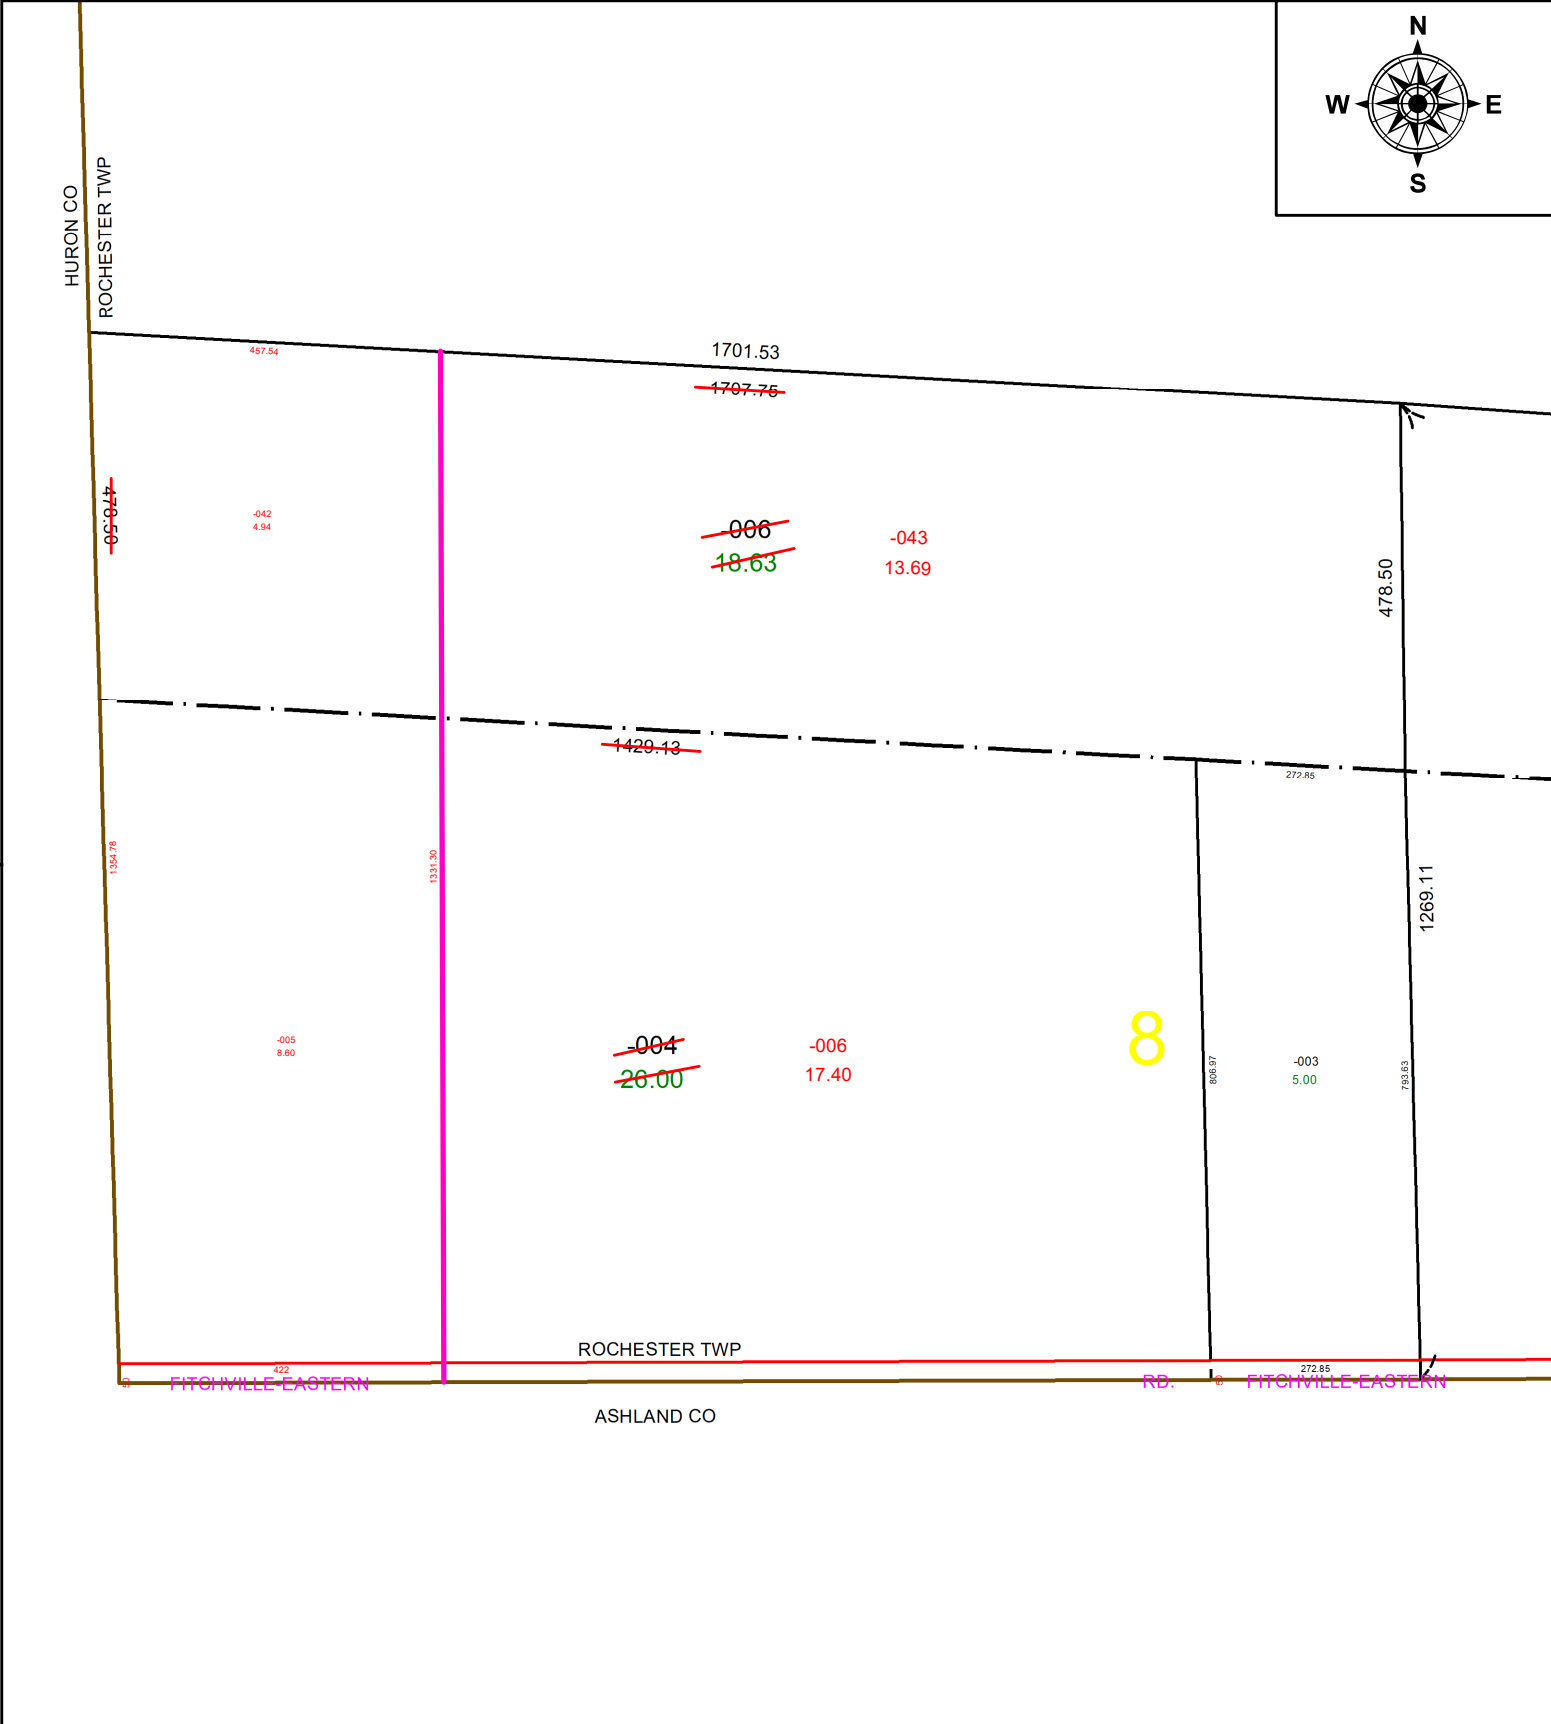 N
W
E
S
HURON CO
ROCHESTER TWP
1701.53
457.54
1707.75
478.50
-042
4.94
-006
18.63
-043
13.69
478.50
1429.13
272.85
1354.78
1331.30
1269.11
8
-005
8.60
-004
26.00
-006
17.40
806.97
-003
5.00
793.63
ROCHESTER TWP
422
272.85
50
FITCHVILLE-EASTERN
RD.
50
FITCHVILLE-EASTERN
ASHLAND CO